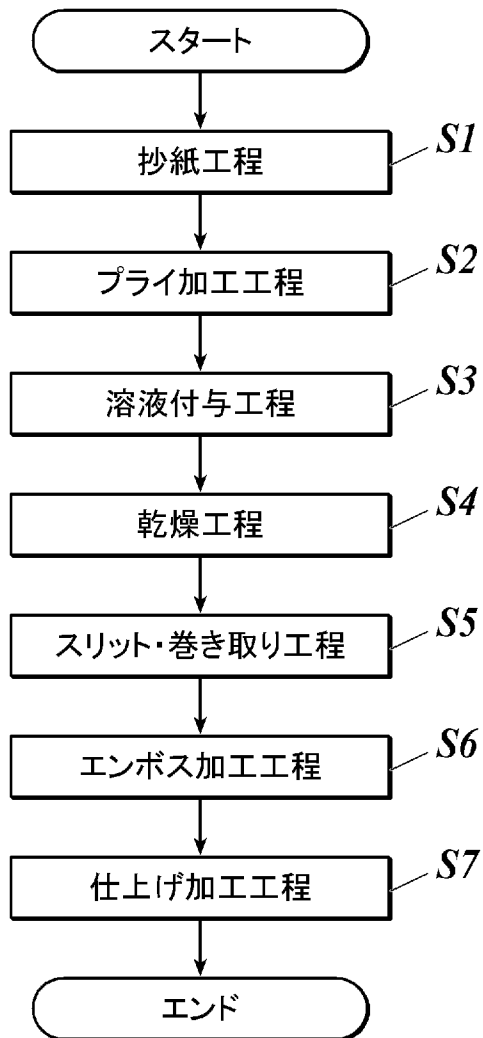 スタート
抄紙工程 S1
プライ加工工程 S2
溶液付与工程 S3
乾燥工程 S4
スリット・巻き取り工程 S5
エンボス加工工程 S6
仕上げ加工工程 S7
エンド